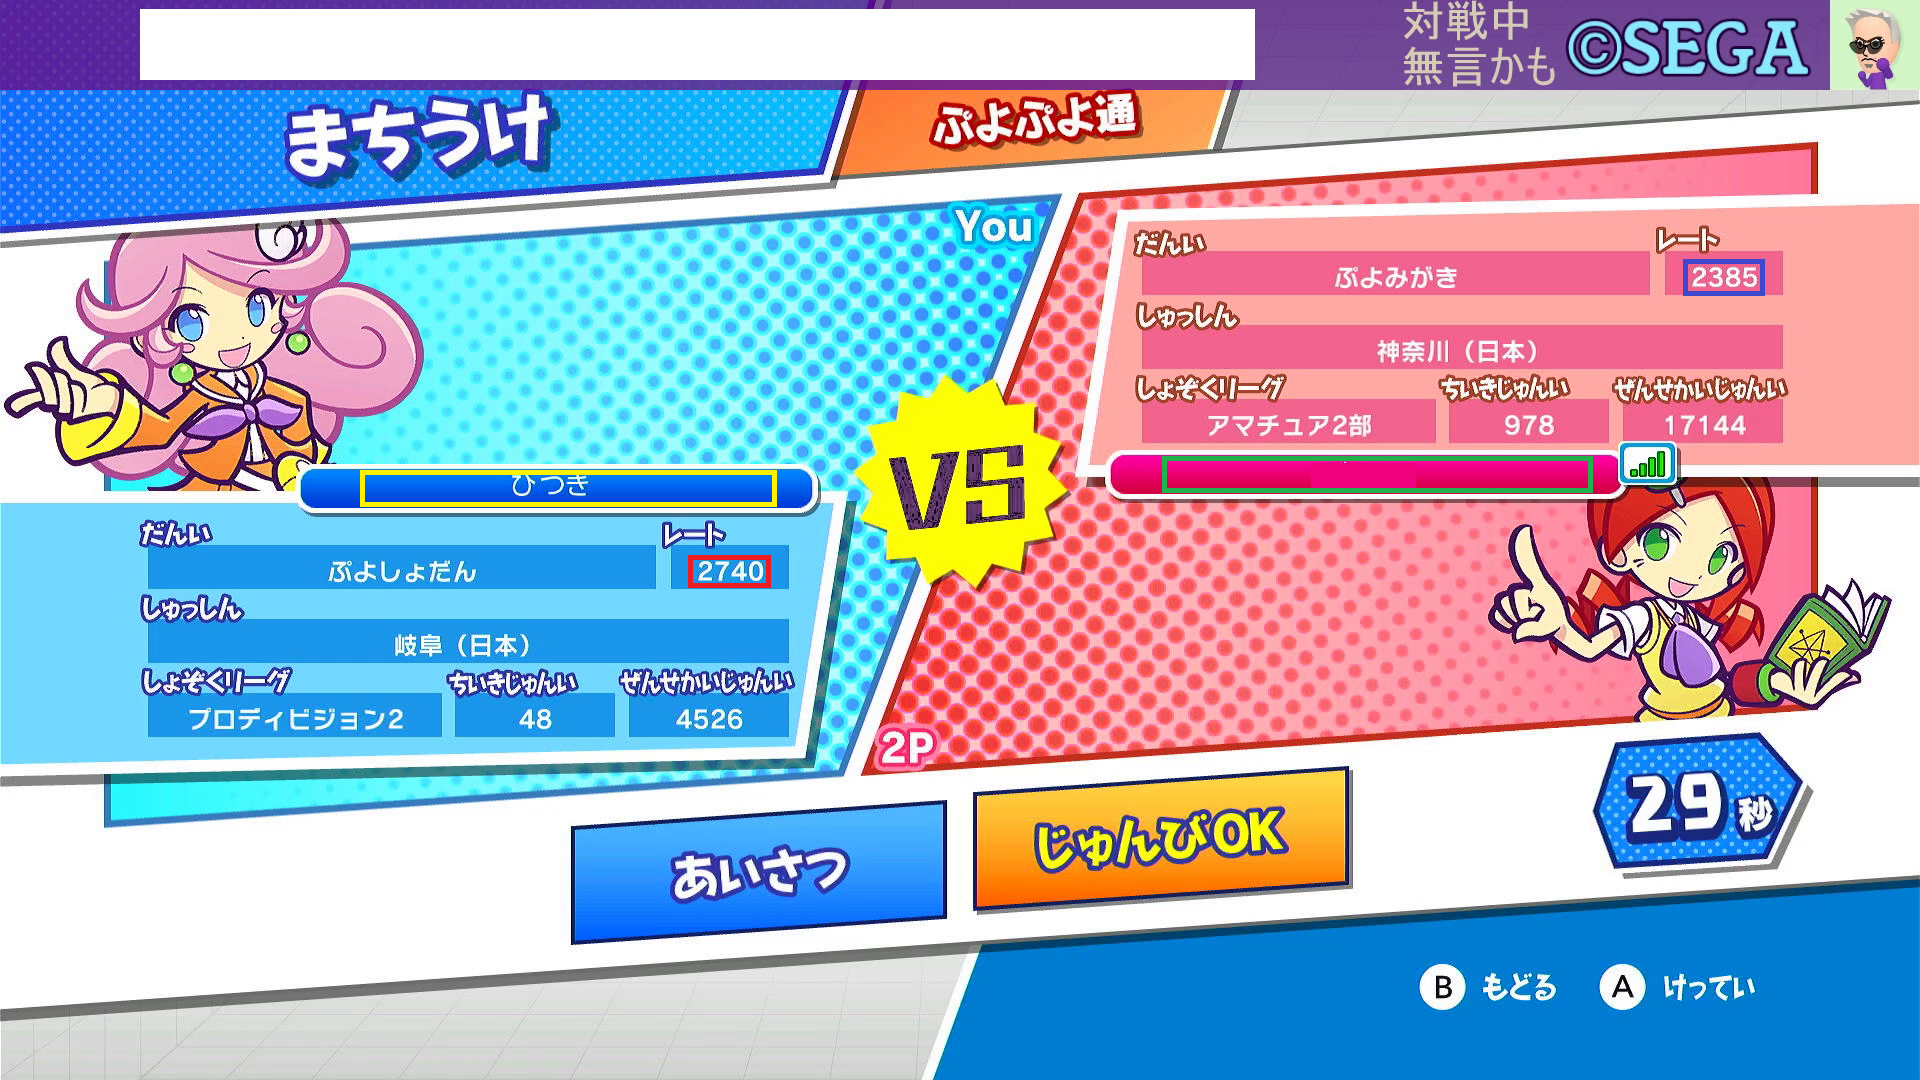 対戦中
無言かも
©SEGA
まちうけ
ぷよぷよ通
You
だんい
レート
ぷよみがき
2385
しゅっしん
神奈川（日本）
しょぞくリーグ
ちいきじゅんい
ぜんせかいじゅんい
アマチュア2部
978
17144
ひつき
VS
だんい
レート
ぷよしょだん
2740
しゅっしん
岐阜（日本）
しょぞくリーグ
ちいきじゅんい
ぜんせかいじゅんい
プロディビジョン2
48
4526
2P
あいさつ
じゅんびOK
29秒
B もどる
A けってい